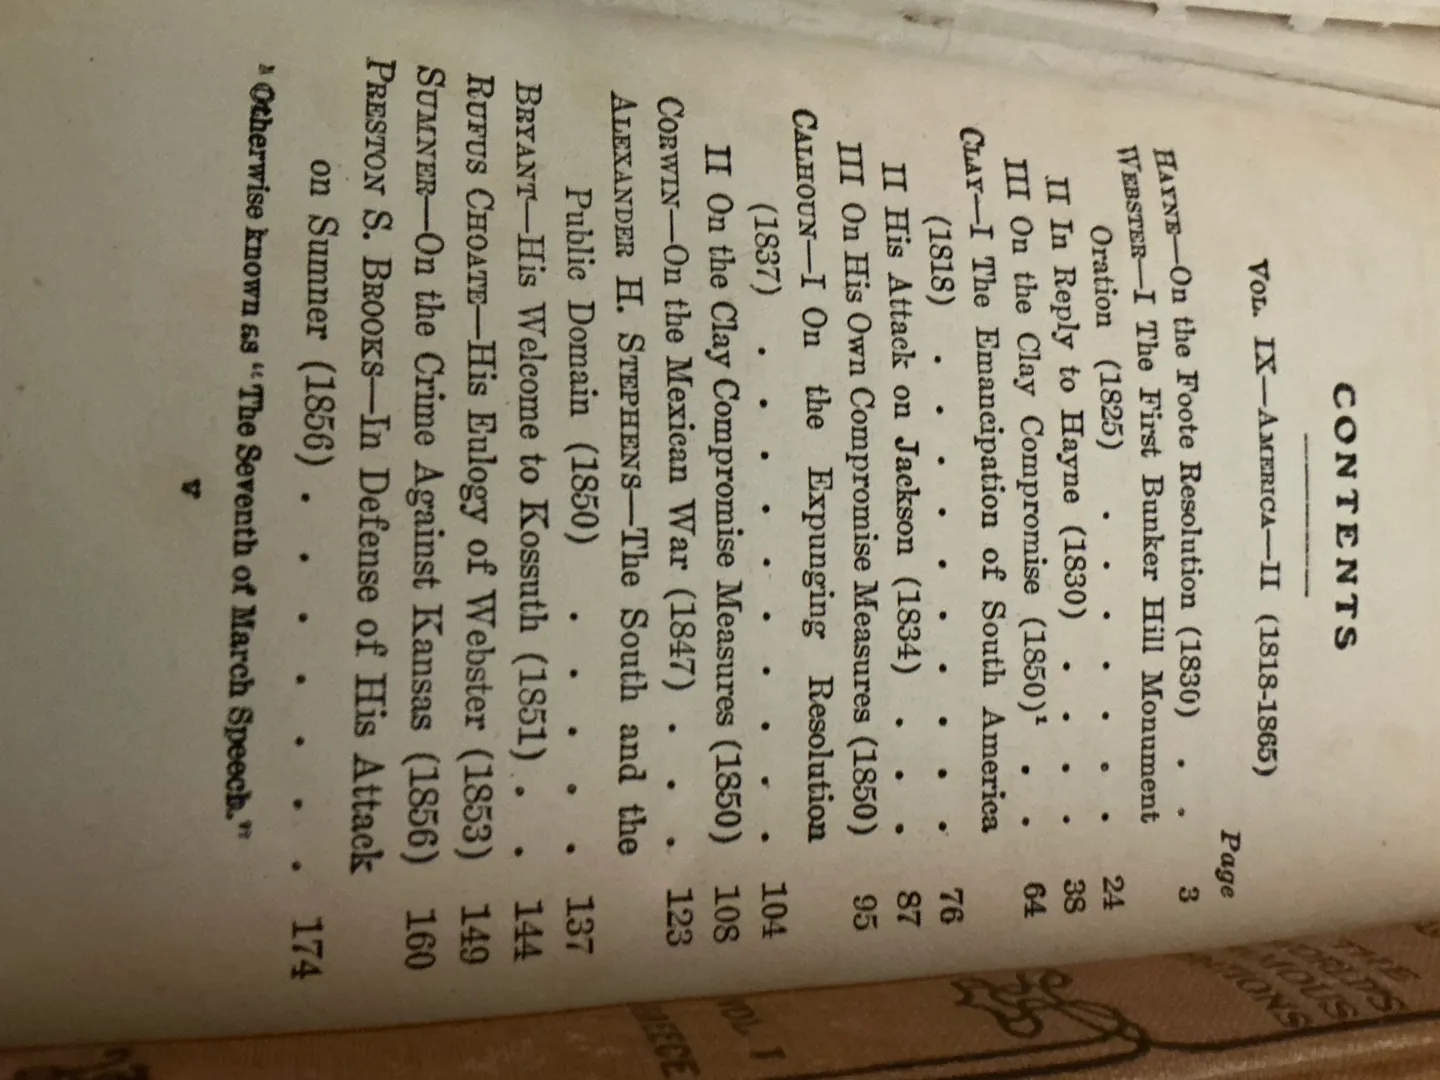 CONTENTS
VOL. IX—AMERICA—II (1818-1865)
Page
HAYNE—On the Foote Resolution (1830) . . 3
WEBSTER—I The First Bunker Hill Monument
Oration (1825) . . . . . . 24
II In Reply to Hayne (1830) . . . . 38
III On the Clay Compromise (1850)¹ . . 64
CLAY—I The Emancipation of South America
(1818) . . . . . . . . . 76
II His Attack on Jackson (1834) . . . 87
III On His Own Compromise Measures (1850) 95
CALHOUN—I On the Expunging Resolution
(1837) . . . . . . . . . 104
II On the Clay Compromise Measures (1850) 108
CORWIN—On the Mexican War (1847) . . . 123
ALEXANDER H. STEPHENS—The South and the
Public Domain (1850) . . . . . 137
BRYANT—His Welcome to Kossuth (1851) . . 144
RUFUS CHOATE—His Eulogy of Webster (1853) 149
SUMNER—On the Crime Against Kansas (1856) 160
PRESTON S. BROOKS—In Defense of His Attack
on Sumner (1856) . . . . . . . 174
¹ Otherwise known as "The Seventh of March Speech."
v
THE
WORLD'S
FAMOUS
ORATIONS
VOL. I
GREECE